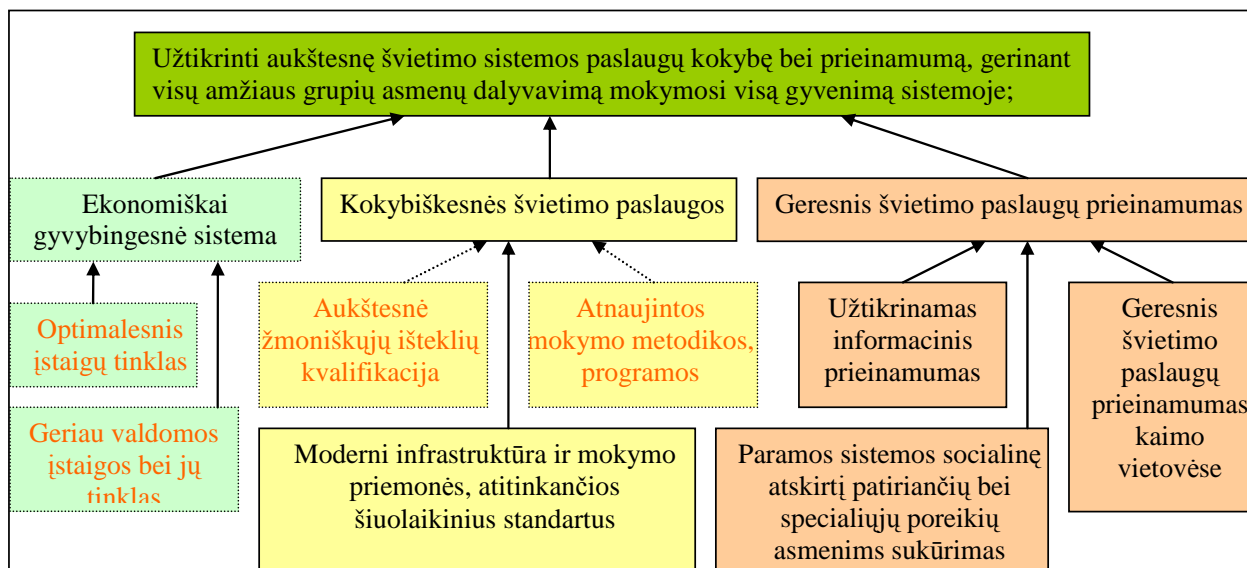 Užtikrinti aukštesnę švietimo sistemos paslaugų kokybę bei prieinamumą, gerinant
visų amžiaus grupių asmenų dalyvavimą mokymosi visą gyvenimą sistemoje;
Ekonomiškai
gyvybingesnė sistema
Kokybiškesnės švietimo paslaugos
Geresnis švietimo paslaugų prieinamumas
Optimalesnis
įstaigų tinklas
Aukštesnė
žmoniškųjų išteklių
kvalifikacija
Atnaujintos
mokymo metodikos,
programos
Užtikrinamas
informacinis
prieinamumas
Geresnis
švietimo
paslaugų
prieinamumas
kaimo
vietovėse
Geriau valdomos
įstaigos bei jų
tinklas
Moderni infrastruktūra ir mokymo
priemonės, atitinkančios
šiuolaikinius standartus
Paramos sistemos socialinę
atskirtį patiriančių bei
specialiųjų poreikių
asmenims sukūrimas